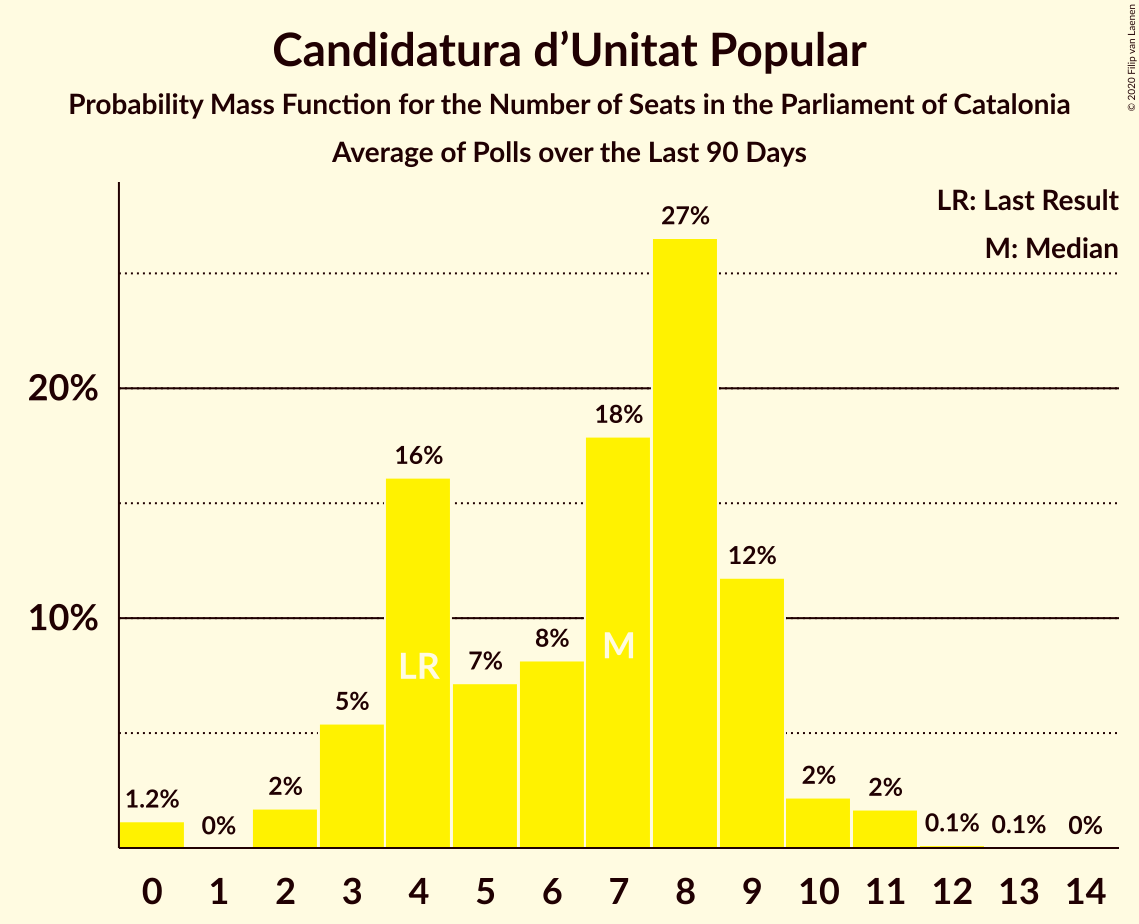 Candidatura d’Unitat Popular
Probability Mass Function for the Number of Seats in the Parliament of Catalonia
Average of Polls over the Last 90 Days
© 2020 Filip van Laenen
LR: Last Result
M: Median
27%
20%
18%
16%
12%
10%
8%
7%
M
LR
5%
2%
2%
2%
1.2%
0%
0.1%
0.1%
0%
0 1 2 3 4 5 6 7 8 9 10 11 12 13 14